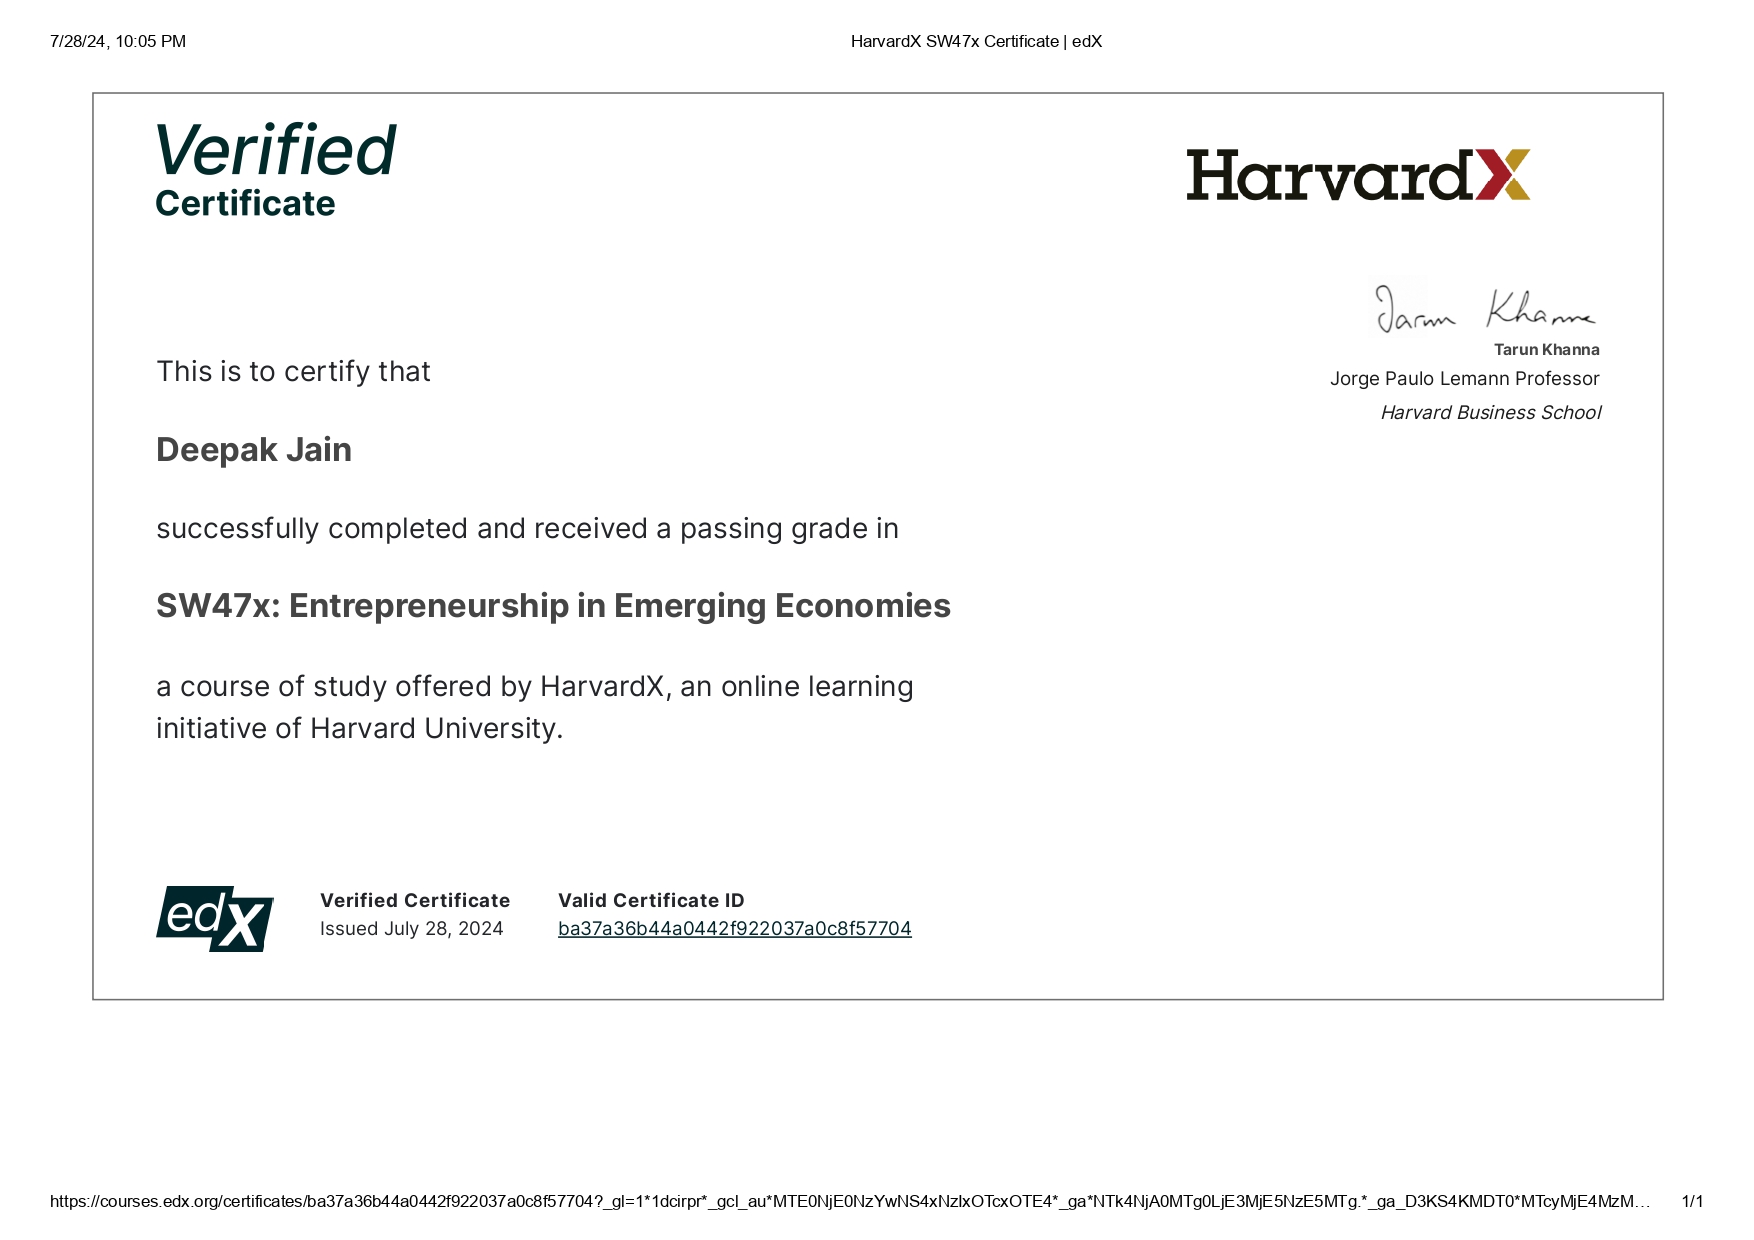 7/28/24, 10:05 PM
HarvardX SW47x Certificate | edX
Verified
Certificate
HarvardX
Tarun Khanna
Tarun Khanna
Jorge Paulo Lemann Professor
Harvard Business School
This is to certify that
Deepak Jain
successfully completed and received a passing grade in
SW47x: Entrepreneurship in Emerging Economies
a course of study offered by HarvardX, an online learning
initiative of Harvard University.
edX
Verified Certificate
Issued July 28, 2024
Valid Certificate ID
ba37a36b44a0442f922037a0c8f57704
https://courses.edx.org/certificates/ba37a36b44a0442f922037a0c8f57704?_gl=1*1dcirpr*_gcl_au*MTE0NjE0NzYwNS4xNzIxOTcxOTE4*_ga*NTk4NjA0MTg0LjE3MjE5NzE5MTg.*_ga_D3KS4KMDT0*MTcyMjE4MzM…
1/1